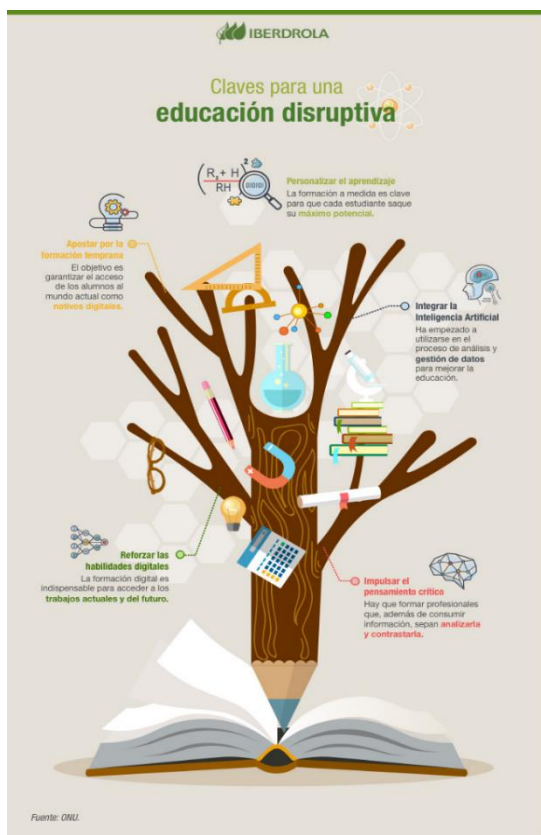 IBERDROLA
Claves para una
educación disruptiva
Personalizar el aprendizaje
La formación a medida es clave
para que cada estudiante saque
su máximo potencial.
Apostar por la
formación temprana
El objetivo es
garantizar el acceso
de los alumnos al
mundo actual como
nativos digitales.
Integrar la
Inteligencia Artificial
Ha empezado a
utilizarse en el
proceso de análisis y
gestión de datos
para mejorar la
educación.
Reforzar las
habilidades digitales
La formación digital es
indispensable para acceder a los
trabajos actuales y del futuro.
Impulsar el
pensamiento crítico
Hay que formar profesionales
que, además de consumir
información, sepan analizarla
y contrastarla.
Fuente: ONU.